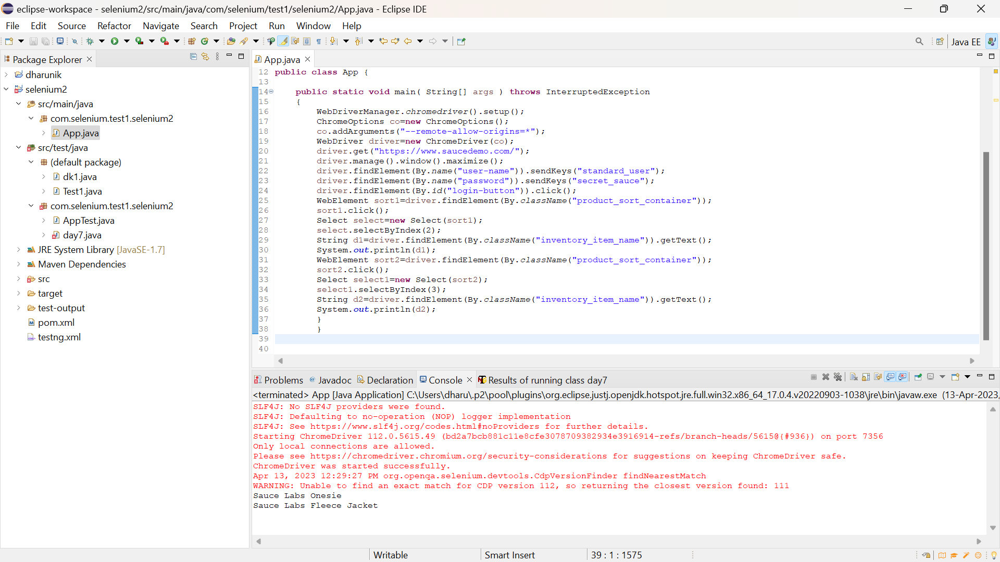 eclipse-workspace - selenium2/src/main/java/com/selenium/test1/selenium2/App.java - Eclipse IDE
File Edit Source Refactor Navigate Search Project Run Window Help
Java EE
Package Explorer
dharunik
selenium2
src/main/java
com.selenium.test1.selenium2
App.java
src/test/java
(default package)
dk1.java
Test1.java
com.selenium.test1.selenium2
AppTest.java
day7.java
JRE System Library [JavaSE-1.7]
Maven Dependencies
src
target
test-output
pom.xml
testng.xml
App.java
12 public class App {
13
14 public static void main( String[] args ) throws InterruptedException
15 {
16 WebDriverManager.chromedriver().setup();
17 ChromeOptions co=new ChromeOptions();
18 co.addArguments("--remote-allow-origins=*");
19 WebDriver driver=new ChromeDriver(co);
20 driver.get("https://www.saucedemo.com/");
21 driver.manage().window().maximize();
22 driver.findElement(By.name("user-name")).sendKeys("standard_user");
23 driver.findElement(By.name("password")).sendKeys("secret_sauce");
24 driver.findElement(By.id("login-button")).click();
25 WebElement sort1=driver.findElement(By.className("product_sort_container"));
26 sort1.click();
27 Select select=new Select(sort1);
28 select.selectByIndex(2);
29 String d1=driver.findElement(By.className("inventory_item_name")).getText();
30 System.out.println(d1);
31 WebElement sort2=driver.findElement(By.className("product_sort_container"));
32 sort2.click();
33 Select select1=new Select(sort2);
34 select1.selectByIndex(3);
35 String d2=driver.findElement(By.className("inventory_item_name")).getText();
36 System.out.println(d2);
37 }
38 }
39
40
Problems Javadoc Declaration Console Results of running class day7
<terminated> App [Java Application] C:\Users\dharu\.p2\pool\plugins\org.eclipse.justj.openjdk.hotspot.jre.full.win32.x86_64_17.0.4.v20220903-1038\jre\bin\javaw.exe (13-Apr-2023,
SLF4J: No SLF4J providers were found.
SLF4J: Defaulting to no-operation (NOP) logger implementation
SLF4J: See https://www.slf4j.org/codes.html#noProviders for further details.
Starting ChromeDriver 112.0.5615.49 (bd2a7bcb881c11e8cfe3078709382934e3916914-refs/branch-heads/5615@{#936}) on port 7356
Only local connections are allowed.
Please see https://chromedriver.chromium.org/security-considerations for suggestions on keeping ChromeDriver safe.
ChromeDriver was started successfully.
Apr 13, 2023 12:29:27 PM org.openqa.selenium.devtools.CdpVersionFinder findNearestMatch
WARNING: Unable to find an exact match for CDP version 112, so returning the closest version found: 111
Sauce Labs Onesie
Sauce Labs Fleece Jacket
Writable Smart Insert 39 : 1 : 1575